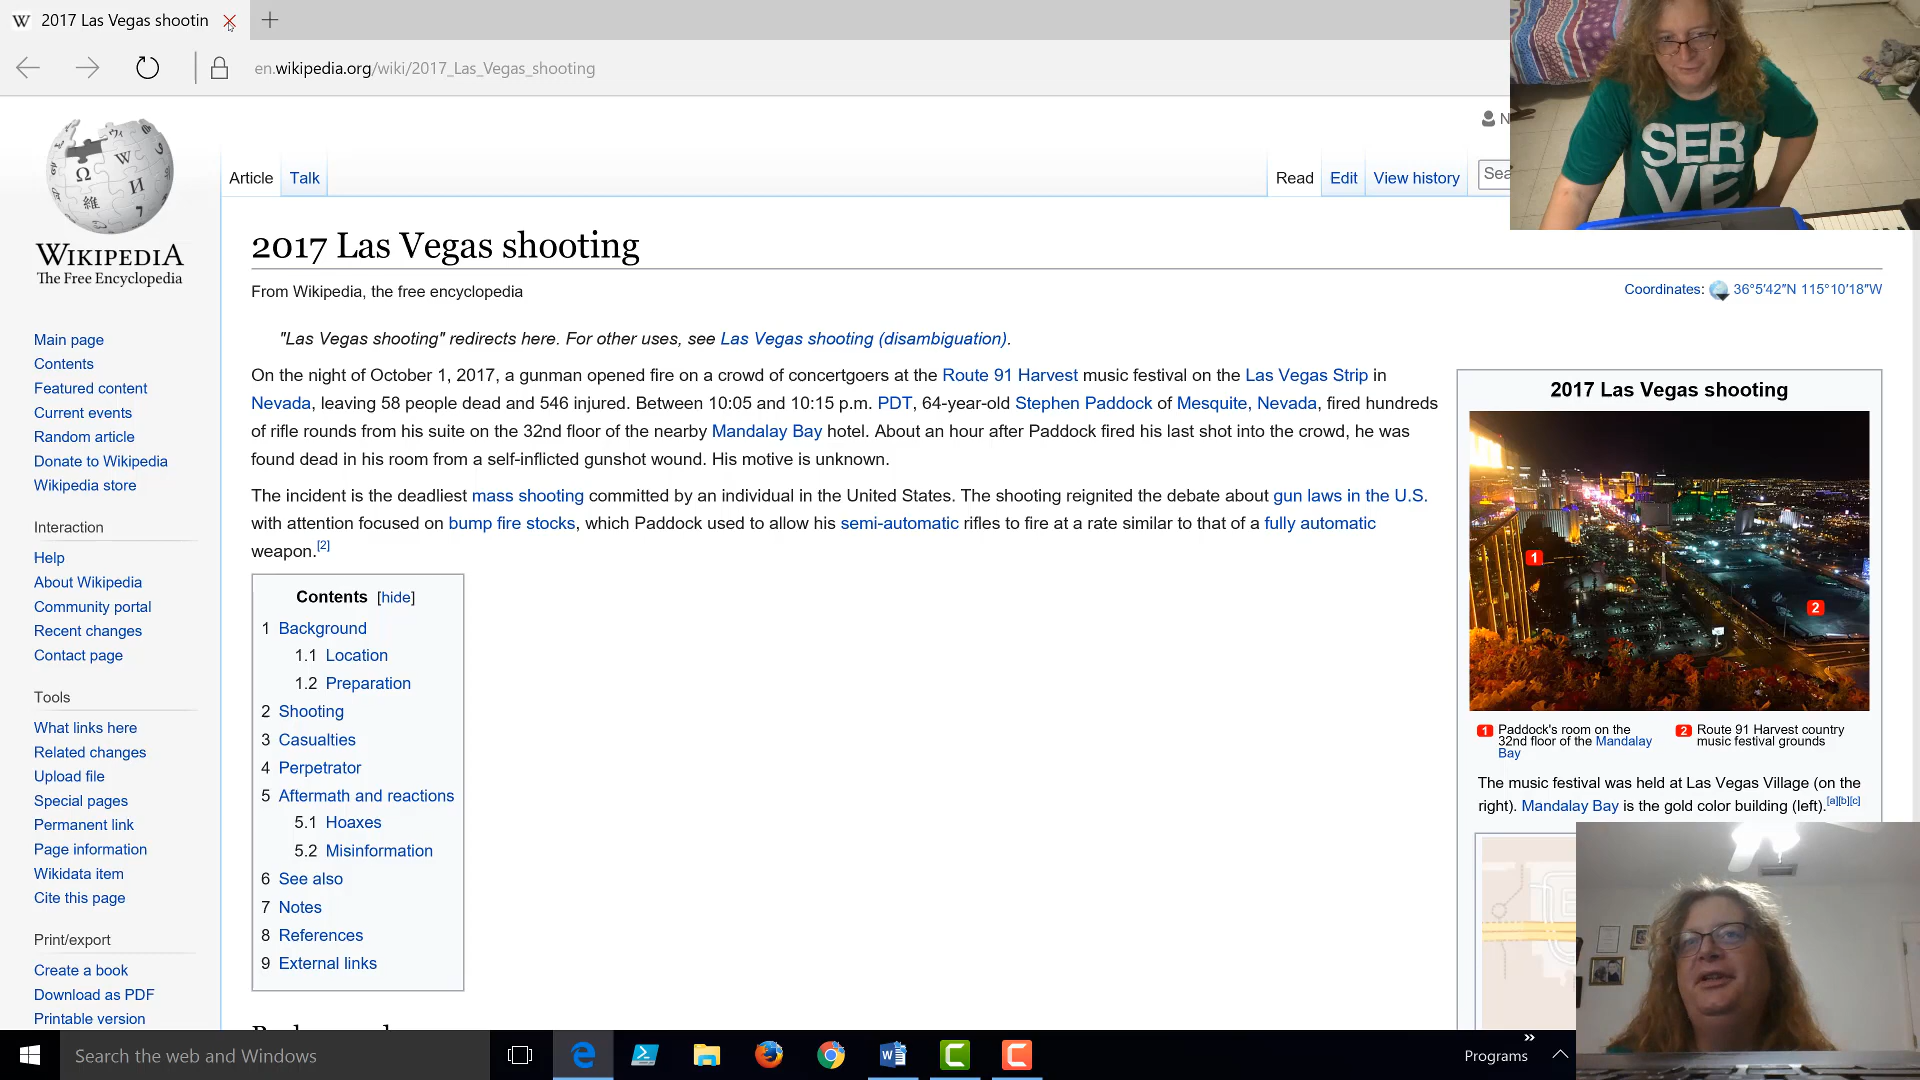 W 2017 Las Vegas shootin
en.wikipedia.org/wiki/2017_Las_Vegas_shooting
WIKIPEDIA
The Free Encyclopedia
Main page
Contents
Featured content
Current events
Random article
Donate to Wikipedia
Wikipedia store
Interaction
Help
About Wikipedia
Community portal
Recent changes
Contact page
Tools
What links here
Related changes
Upload file
Special pages
Permanent link
Page information
Wikidata item
Cite this page
Print/export
Create a book
Download as PDF
Printable version
Article Talk
Read Edit View history Sea
2017 Las Vegas shooting
From Wikipedia, the free encyclopedia
Coordinates: 36°5′42″N 115°10′18″W
"Las Vegas shooting" redirects here. For other uses, see Las Vegas shooting (disambiguation).
On the night of October 1, 2017, a gunman opened fire on a crowd of concertgoers at the Route 91 Harvest music festival on the Las Vegas Strip in
Nevada, leaving 58 people dead and 546 injured. Between 10:05 and 10:15 p.m. PDT, 64-year-old Stephen Paddock of Mesquite, Nevada, fired hundreds
of rifle rounds from his suite on the 32nd floor of the nearby Mandalay Bay hotel. About an hour after Paddock fired his last shot into the crowd, he was
found dead in his room from a self-inflicted gunshot wound. His motive is unknown.
The incident is the deadliest mass shooting committed by an individual in the United States. The shooting reignited the debate about gun laws in the U.S.
with attention focused on bump fire stocks, which Paddock used to allow his semi-automatic rifles to fire at a rate similar to that of a fully automatic
weapon.[2]
Contents [hide]
1 Background
1.1 Location
1.2 Preparation
2 Shooting
3 Casualties
4 Perpetrator
5 Aftermath and reactions
5.1 Hoaxes
5.2 Misinformation
6 See also
7 Notes
8 References
9 External links
2017 Las Vegas shooting
1
2
1 Paddock's room on the
32nd floor of the Mandalay
Bay
2 Route 91 Harvest country
music festival grounds
The music festival was held at Las Vegas Village (on the
right). Mandalay Bay is the gold color building (left).[a][b][c]
SER
VE
Search the web and Windows
Programs